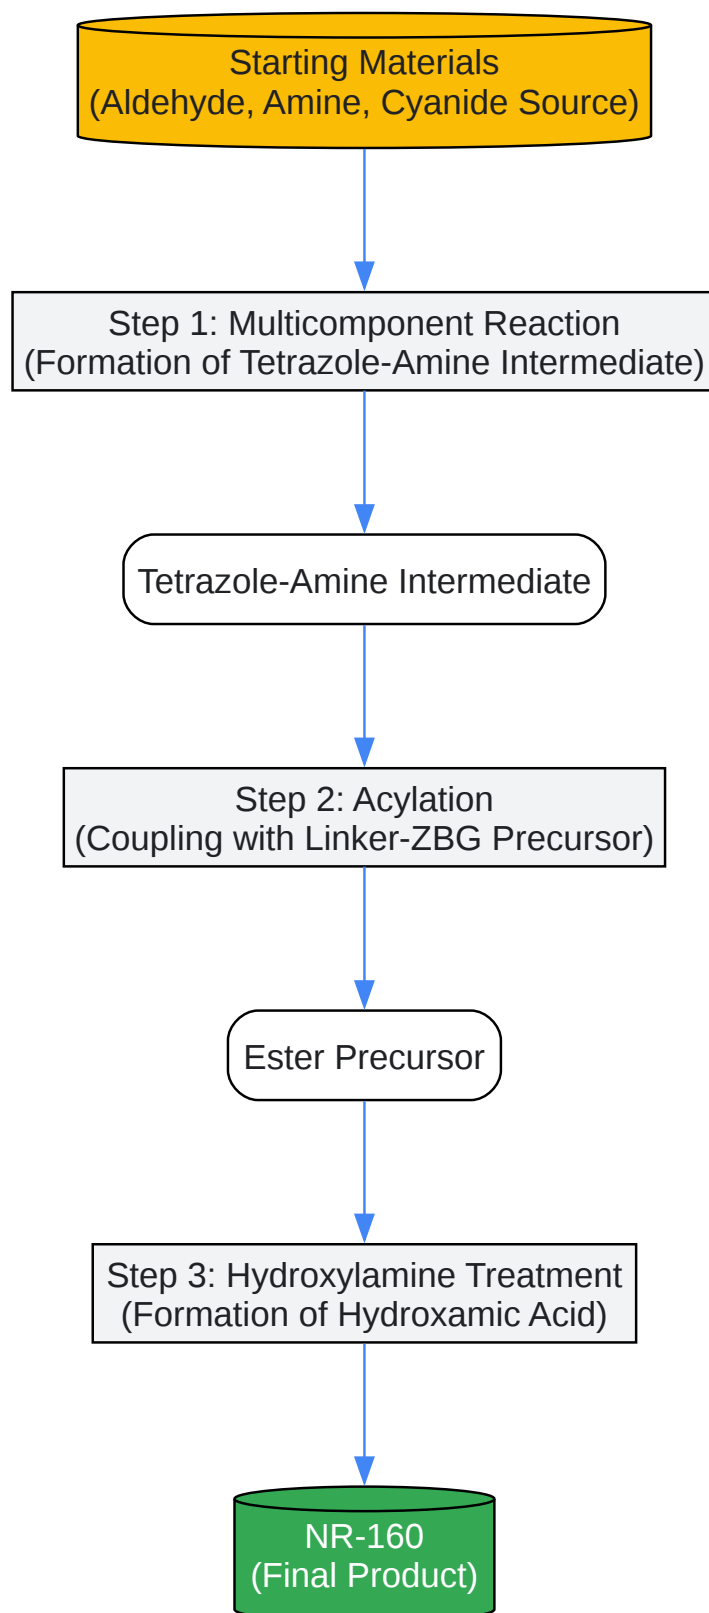 Starting Materials
(Aldehyde, Amine, Cyanide Source)
Step 1: Multicomponent Reaction
(Formation of Tetrazole-Amine Intermediate)
Tetrazole-Amine Intermediate
Step 2: Acylation
(Coupling with Linker-ZBG Precursor)
Ester Precursor
Step 3: Hydroxylamine Treatment
(Formation of Hydroxamic Acid)
NR-160
(Final Product)